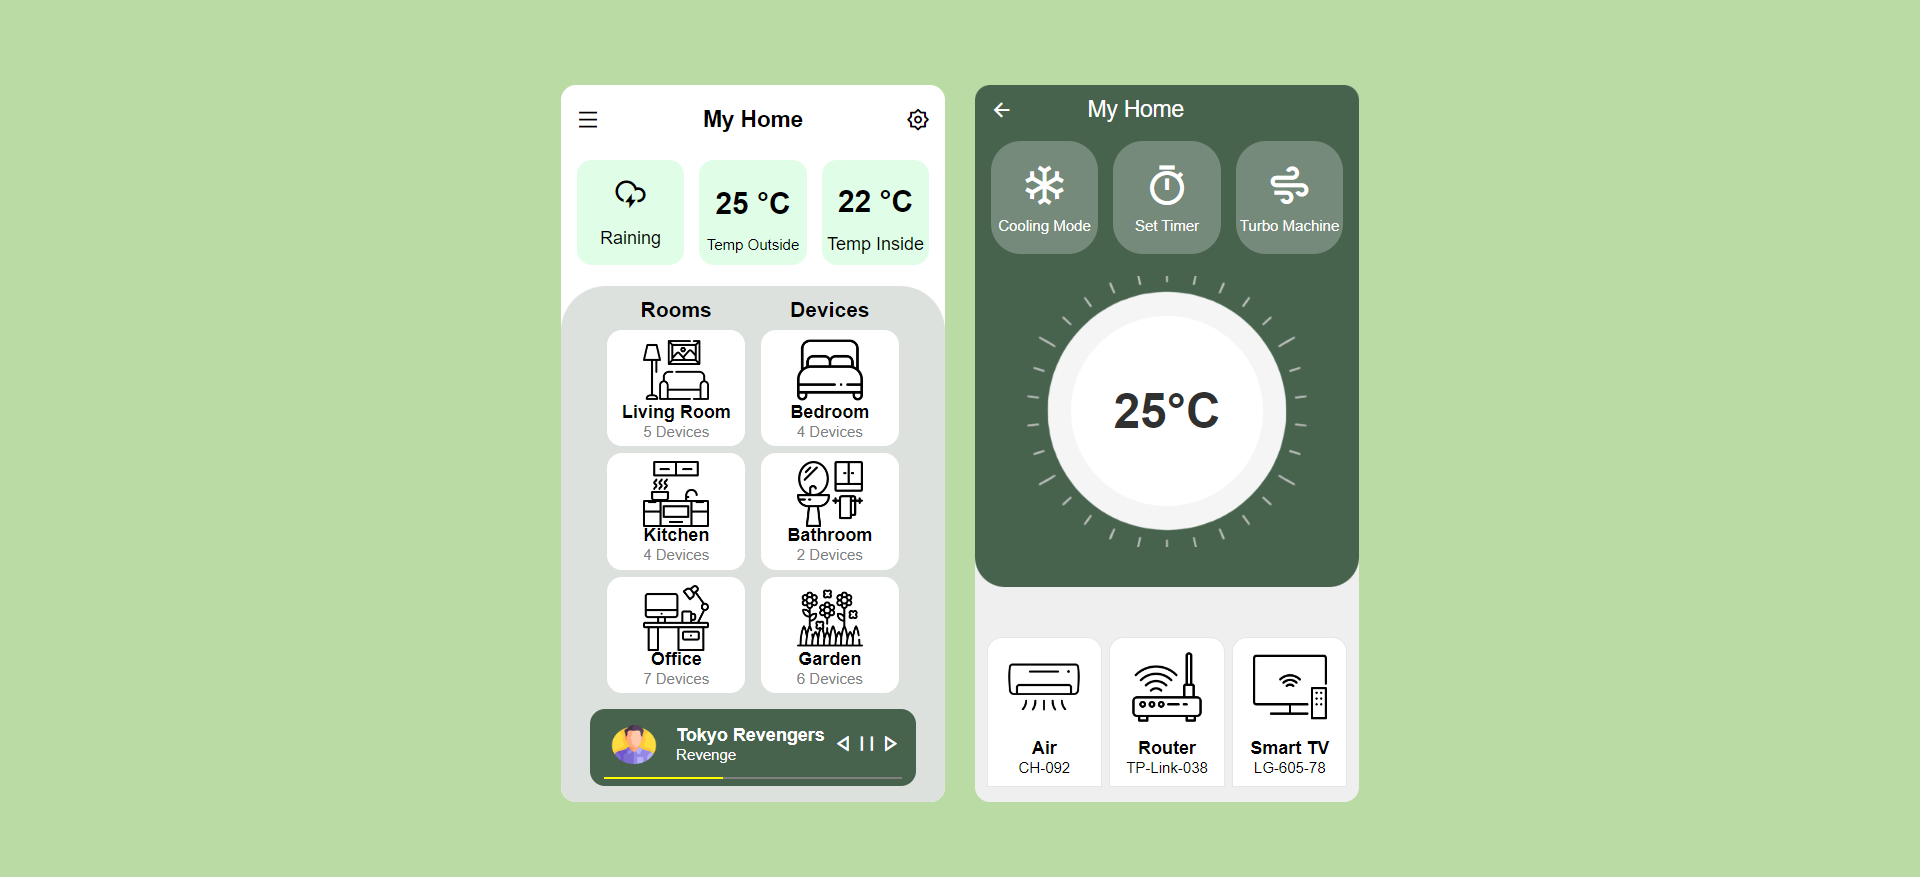 My Home
Raining
25 °C
Temp Outside
22 °C
Temp Inside
Rooms
Devices
Living Room
5 Devices
Bedroom
4 Devices
Kitchen
4 Devices
Bathroom
2 Devices
Office
7 Devices
Garden
6 Devices
Tokyo Revengers
Revenge
My Home
Cooling Mode
Set Timer
Turbo Machine
25°C
Air
CH-092
Router
TP-Link-038
Smart TV
LG-605-78